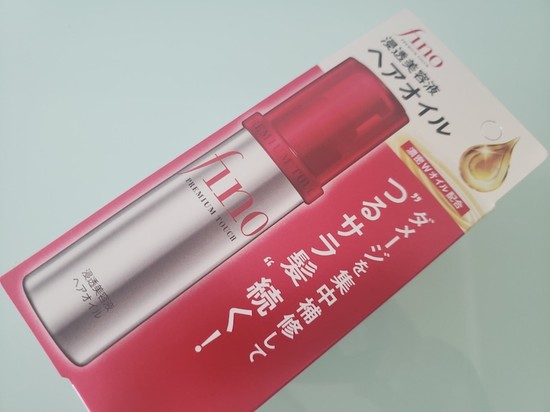 fino
浸透美容液
ヘアオイル
濃密Wオイル配合
"ダメージを集中補修して
つるサラ髪"続く!
fino
PREMIUM TOUCH
浸透美容液
ヘアオイル